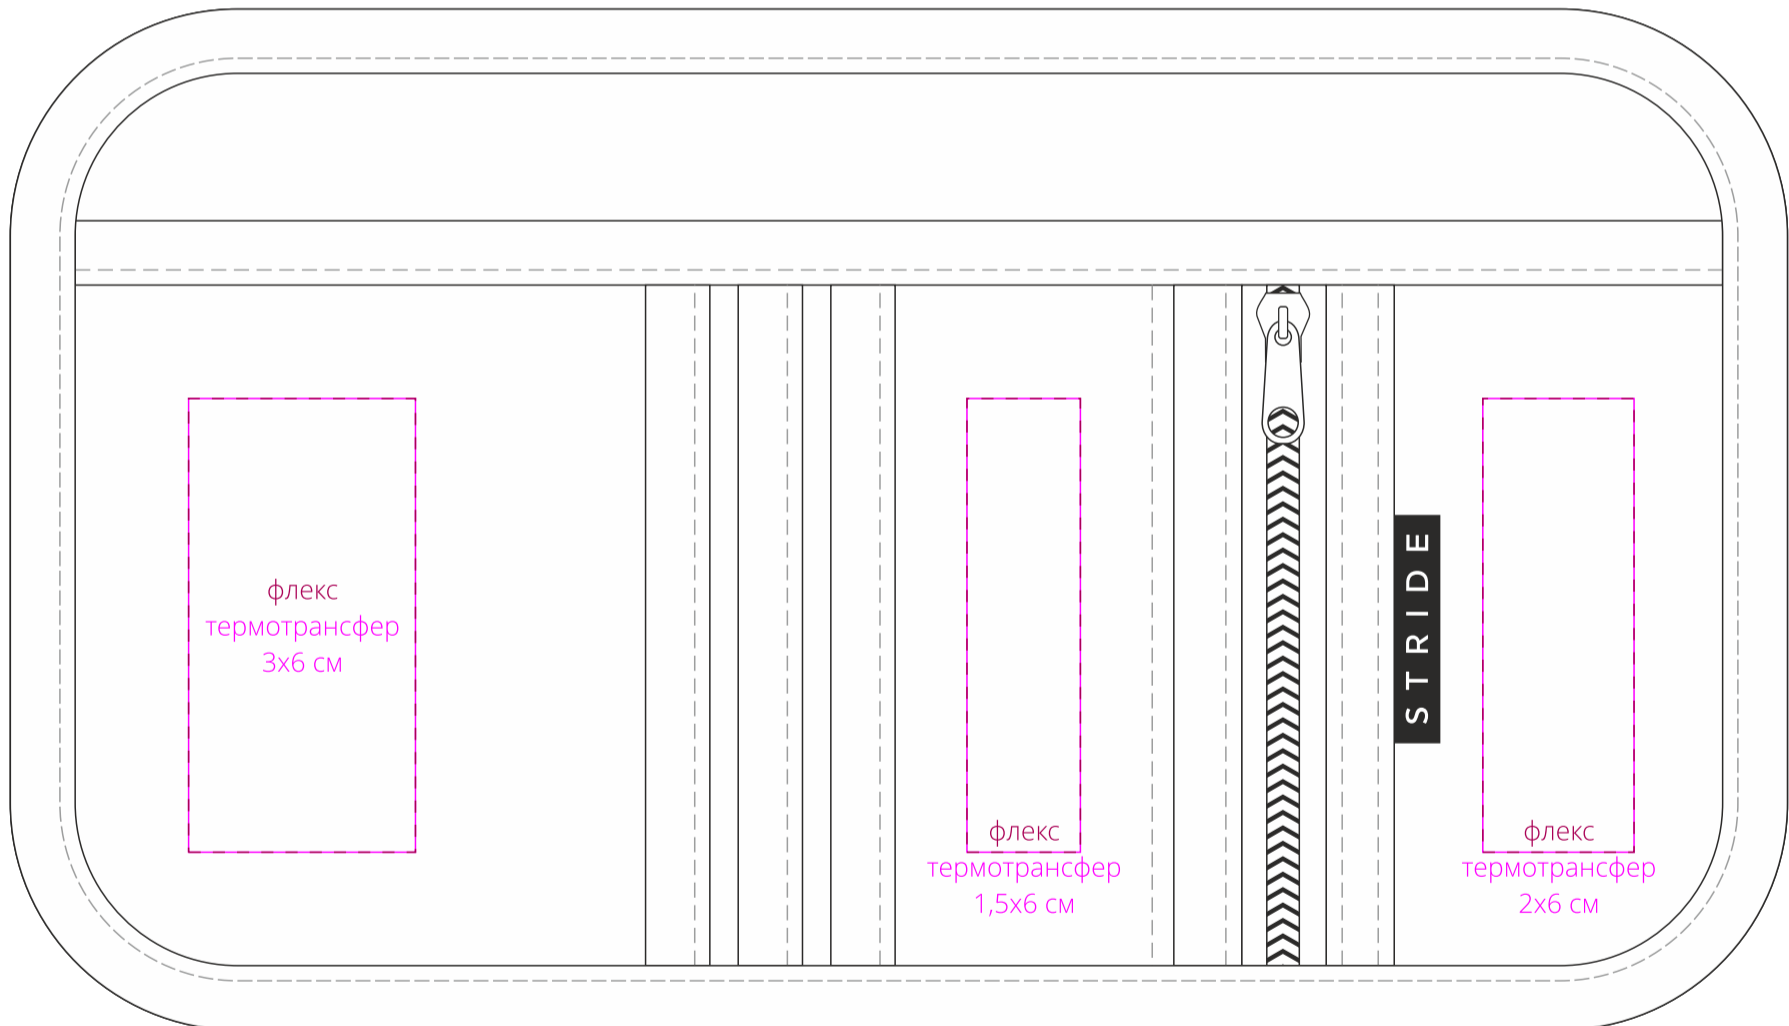 флекс
термотрансфер
3х6 см
флекс
термотрансфер
1,5х6 см
STRIDE
флекс
термотрансфер
2х6 см